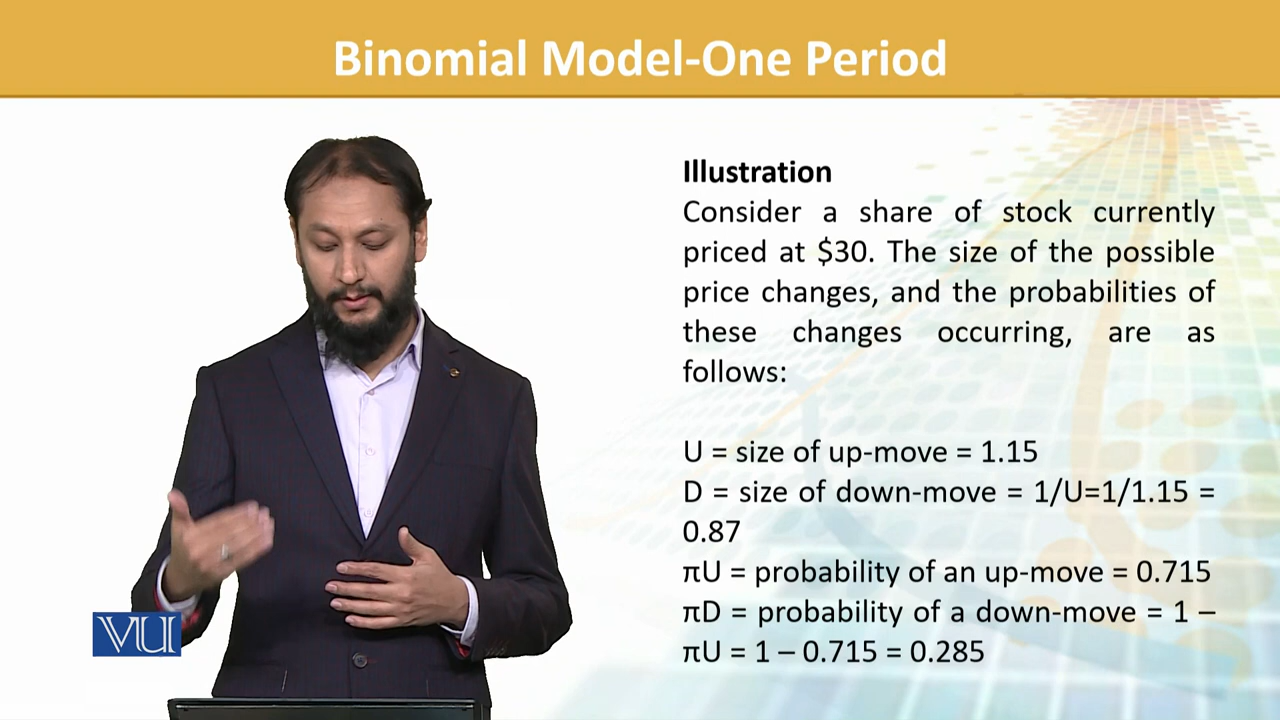 Binomial Model-One Period
Illustration
Consider a share of stock currently
priced at $30. The size of the possible
price changes, and the probabilities of
these changes occurring, are as
follows:
U = size of up-move = 1.15
D = size of down-move = 1/U=1/1.15 =
0.87
πU = probability of an up-move = 0.715
πD = probability of a down-move = 1 –
πU = 1 – 0.715 = 0.285
VU